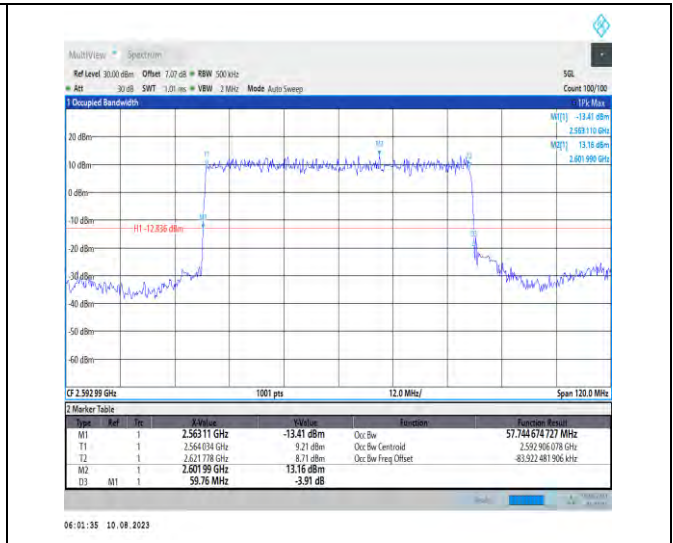 MultiView Spectrum
Ref Level 30.00 dBm Offset 7.07 dB RBW 500 kHz SGL
Att 30 dB SWT 1.01 ms VBW 2 MHz Mode Auto Sweep Count 100/100
1 Occupied Bandwidth 1Pk Max
M1[1] -13.41 dBm
2.563 110 GHz
20 dBm M2[1] 13.16 dBm
2.601 990 GHz
M2
T1
10 dBm
0 dBm
-10 dBm
M1
H1 -12.836 dBm
-20 dBm
-30 dBm
-40 dBm
-50 dBm
-60 dBm
CF 2.592 99 GHz 1001 pts 12.0 MHz/ Span 120.0 MHz
2 Marker Table
Type Ref Trc X-Value Y-Value Function Function Result
M1 1 2.563 11 GHz -13.41 dBm Occ Bw 57.744 674 727 MHz
T1 1 2.564 034 GHz 9.21 dBm Occ Bw Centroid 2.592 906 078 GHz
T2 1 2.621 778 GHz 8.71 dBm Occ Bw Freq Offset -83.922 481 906 kHz
M2 1 2.601 99 GHz 13.16 dBm
D3 M1 1 59.76 MHz -3.91 dB
06:01:35 10.08.2023